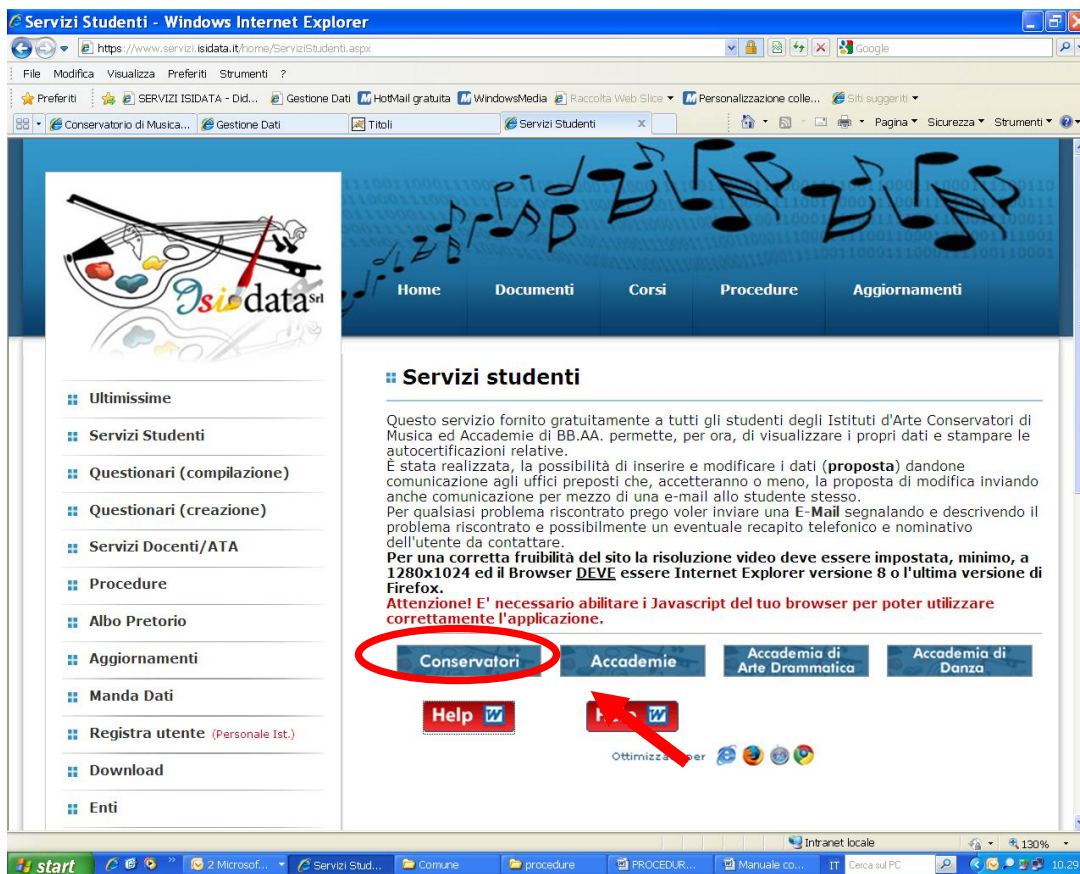 Servizi Studenti - Windows Internet Explorer
https://www.servizi.isidata.it/home/ServiziStudenti.aspx
Google
File Modifica Visualizza Preferiti Strumenti ?
Preferiti SERVIZI ISIDATA - Did... Gestione Dati HotMail gratuita WindowsMedia Raccolta Web Slice Personalizzazione colle... Siti suggeriti
Conservatorio di Musica... Gestione Dati Titoli Servizi Studenti x Pagina Sicurezza Strumenti
Isidata Srl
Home Documenti Corsi Procedure Aggiornamenti
Ultimissime
Servizi Studenti
Questionari (compilazione)
Questionari (creazione)
Servizi Docenti/ATA
Procedure
Albo Pretorio
Aggiornamenti
Manda Dati
Registra utente (Personale Ist.)
Download
Enti
Servizi studenti
Questo servizio fornito gratuitamente a tutti gli studenti degli Istituti d'Arte Conservatori di
Musica ed Accademie di BB.AA. permette, per ora, di visualizzare i propri dati e stampare le
autocertificazioni relative.
È stata realizzata, la possibilità di inserire e modificare i dati (proposta) dandone
comunicazione agli uffici preposti che, accetteranno o meno, la proposta di modifica inviando
anche comunicazione per mezzo di una e-mail allo studente stesso.
Per qualsiasi problema riscontrato prego voler inviare una E-Mail segnalando e descrivendo il
problema riscontrato e possibilmente un eventuale recapito telefonico e nominativo
dell'utente da contattare.
Per una corretta fruibilità del sito la risoluzione video deve essere impostata, minimo, a
1280x1024 ed il Browser DEVE essere Internet Explorer versione 8 o l'ultima versione di
Firefox.
Attenzione! E' necessario abilitare i Javascript del tuo browser per poter utilizzare
correttamente l'applicazione.
Conservatori Accademie Accademia di Arte Drammatica Accademia di Danza
Help
Intranet locale 130%
start 2 Microsof... Servizi Stud... Comune procedure PROCEDUR... Manuale co... IT Cerca sul PC 10.29